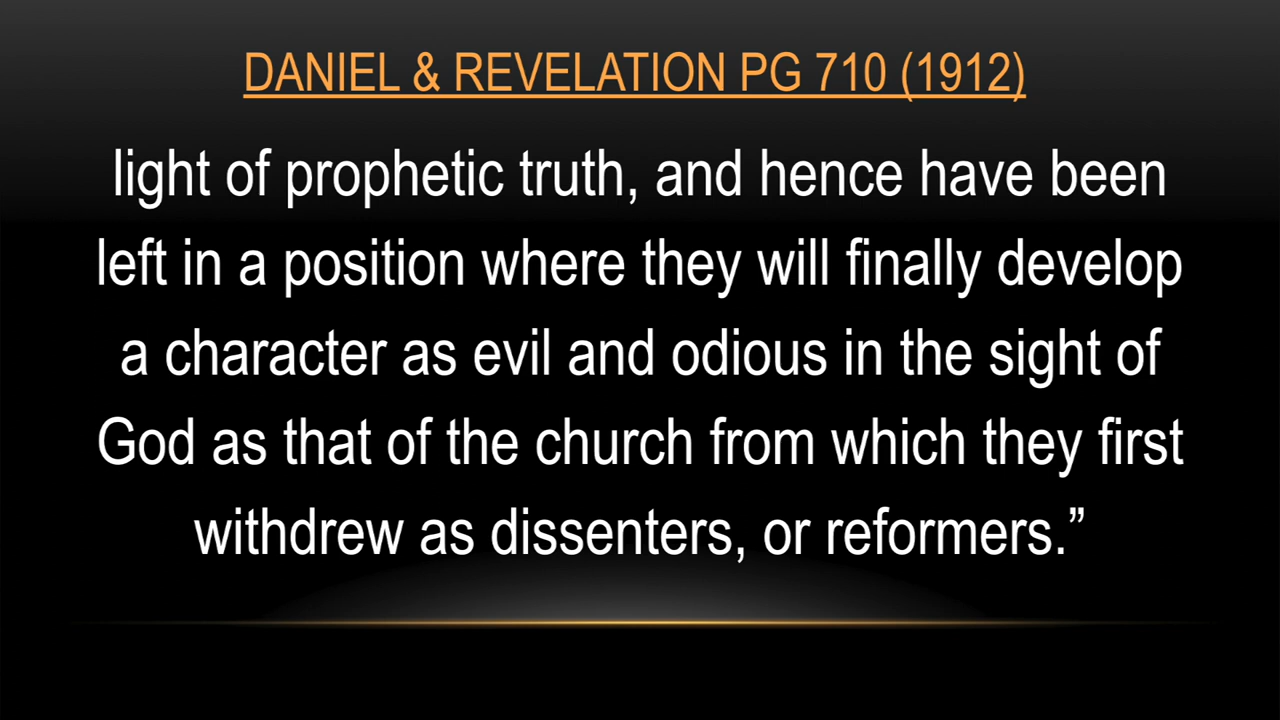 DANIEL & REVELATION PG 710 (1912)
light of prophetic truth, and hence have been
left in a position where they will finally develop
a character as evil and odious in the sight of
God as that of the church from which they first
withdrew as dissenters, or reformers.”